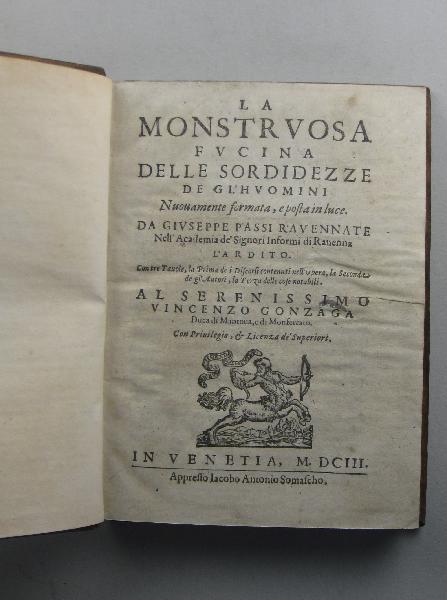 LA
MONSTRVOSA
FVCINA
DELLE SORDIDEZZE
DE GL'HVOMINI
Nuouamente formata, e posta in luce.
DA GIVSEPPE PASSI RAVENNATE
Nell'Academia de' Signori Informi di Rauenna
L'ARDITO.
Con tre Tauole, la Prima de i Discorsi contenuti nell'opera, la Seconda
de gl'Autori, la Terza delle cose notabili.
AL SERENISSIMO
VINCENZO GONZAGA
Duca di Mantoua, e di Monferrato.
Con Priuilegio, & Licenza de' Superiori.
IN VENETIA, M. DCIII.
Appresso Iacobo Antonio Somascho.